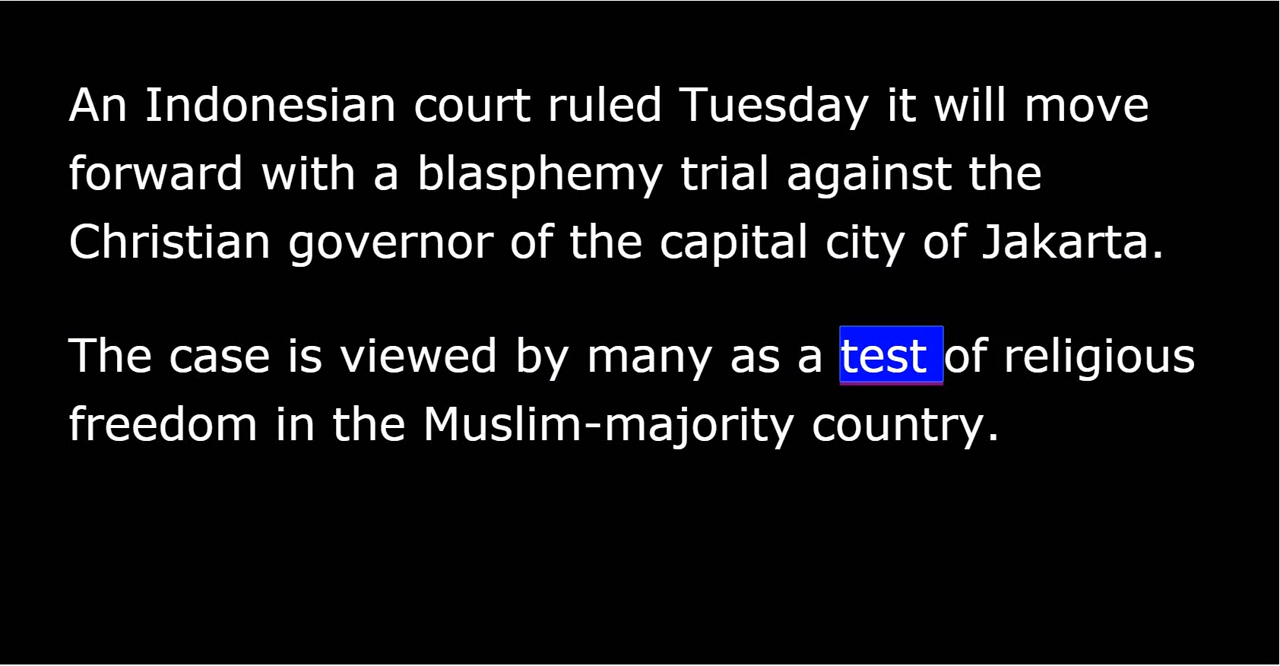 An Indonesian court ruled Tuesday it will move
forward with a blasphemy trial against the
Christian governor of the capital city of Jakarta.
The case is viewed by many as a test of religious
freedom in the Muslim-majority country.